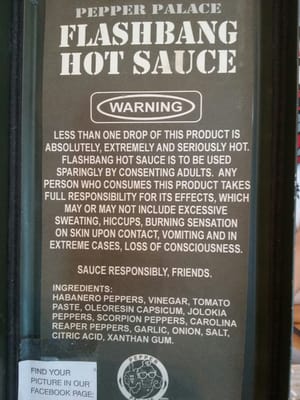 PEPPER PALACE
FLASHBANG
HOT SAUCE
WARNING
LESS THAN ONE DROP OF THIS PRODUCT IS
ABSOLUTELY, EXTREMELY AND SERIOUSLY HOT.
FLASHBANG HOT SAUCE IS TO BE USED
SPARINGLY BY CONSENTING ADULTS. ANY
PERSON WHO CONSUMES THIS PRODUCT TAKES
FULL RESPONSIBILITY FOR ITS EFFECTS, WHICH
MAY OR MAY NOT INCLUDE EXCESSIVE
SWEATING, HICCUPS, BURNING SENSATION
ON SKIN UPON CONTACT, VOMITING AND IN
EXTREME CASES, LOSS OF CONSCIOUSNESS.
SAUCE RESPONSIBLY, FRIENDS.
INGREDIENTS:
HABANERO PEPPERS, VINEGAR, TOMATO
PASTE, OLEORESIN CAPSICUM, JOLOKIA
PEPPERS, SCORPION PEPPERS, CAROLINA
REAPER PEPPERS, GARLIC, ONION, SALT,
CITRIC ACID, XANTHAN GUM.
PEPPER
FIND YOUR
PICTURE IN OUR
FACEBOOK PAGE: